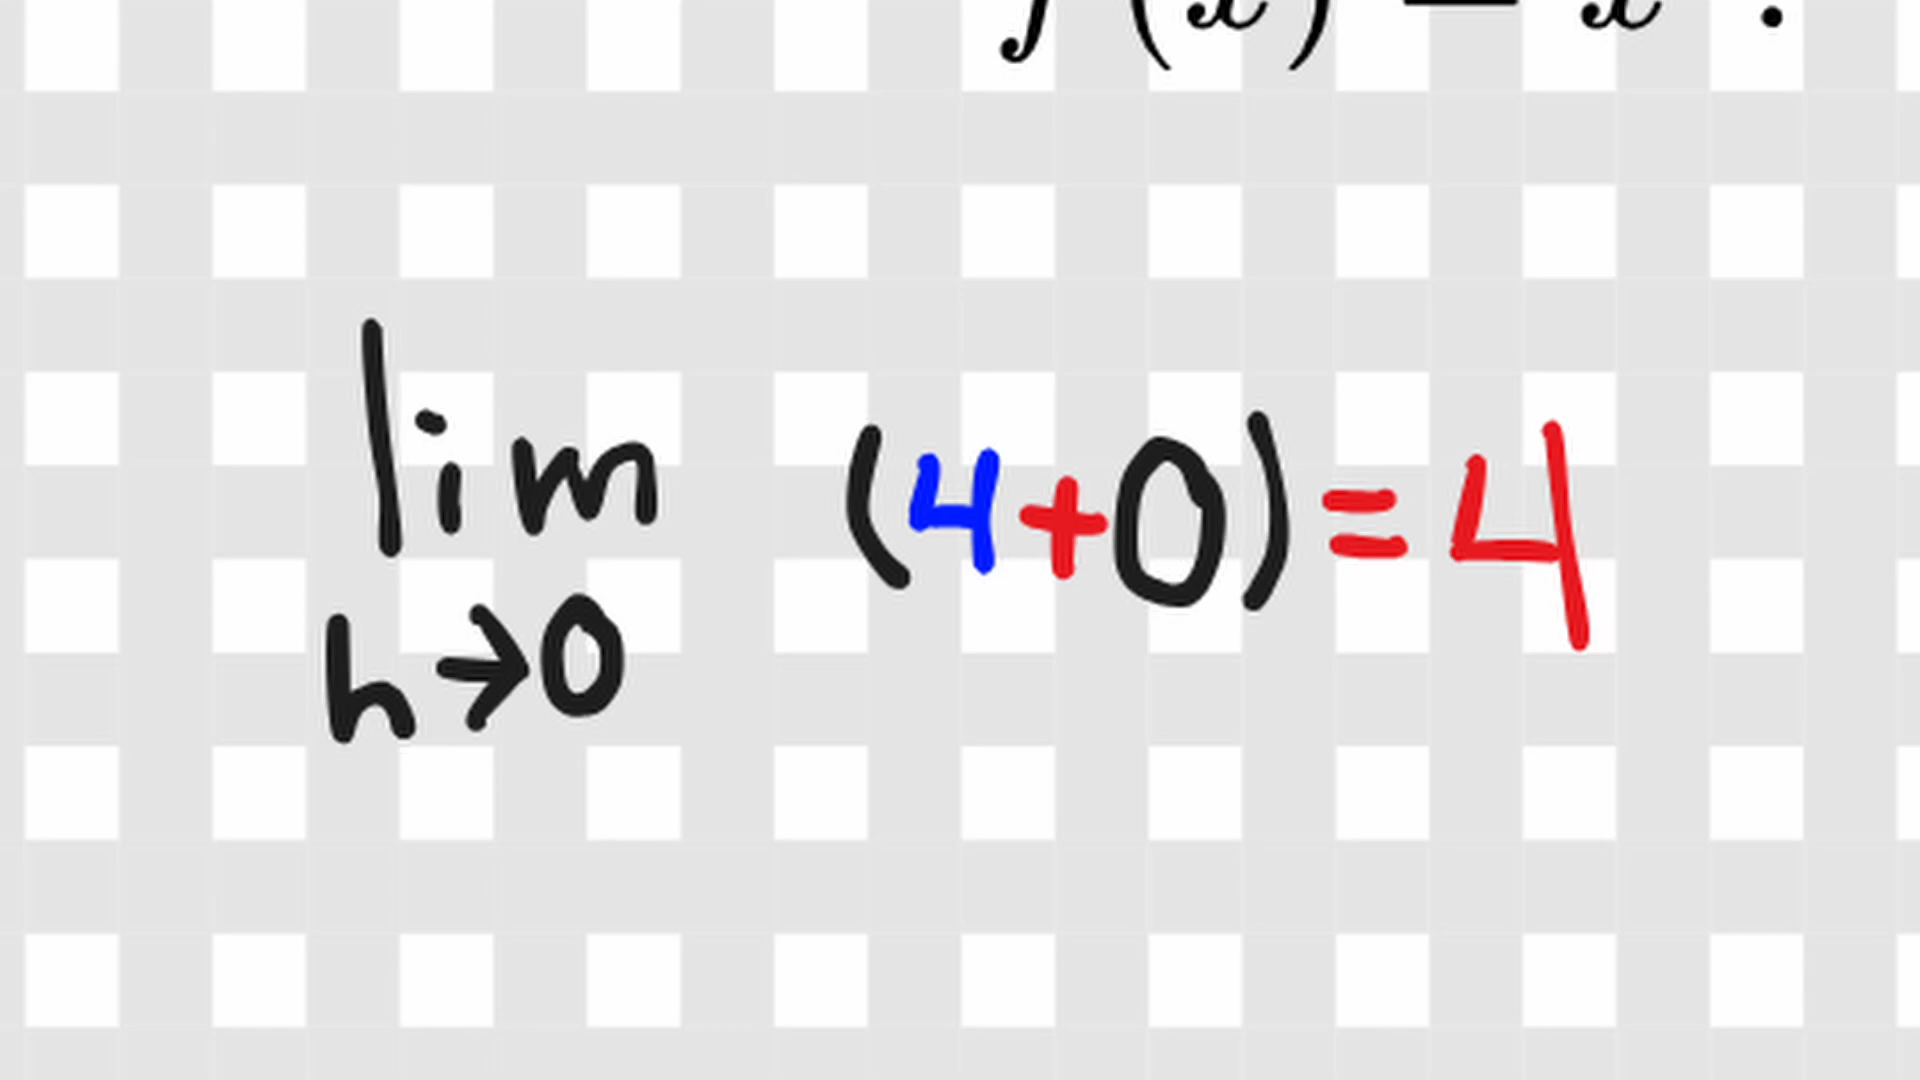 f(x) = x .
lim (4+0)=4
h→0